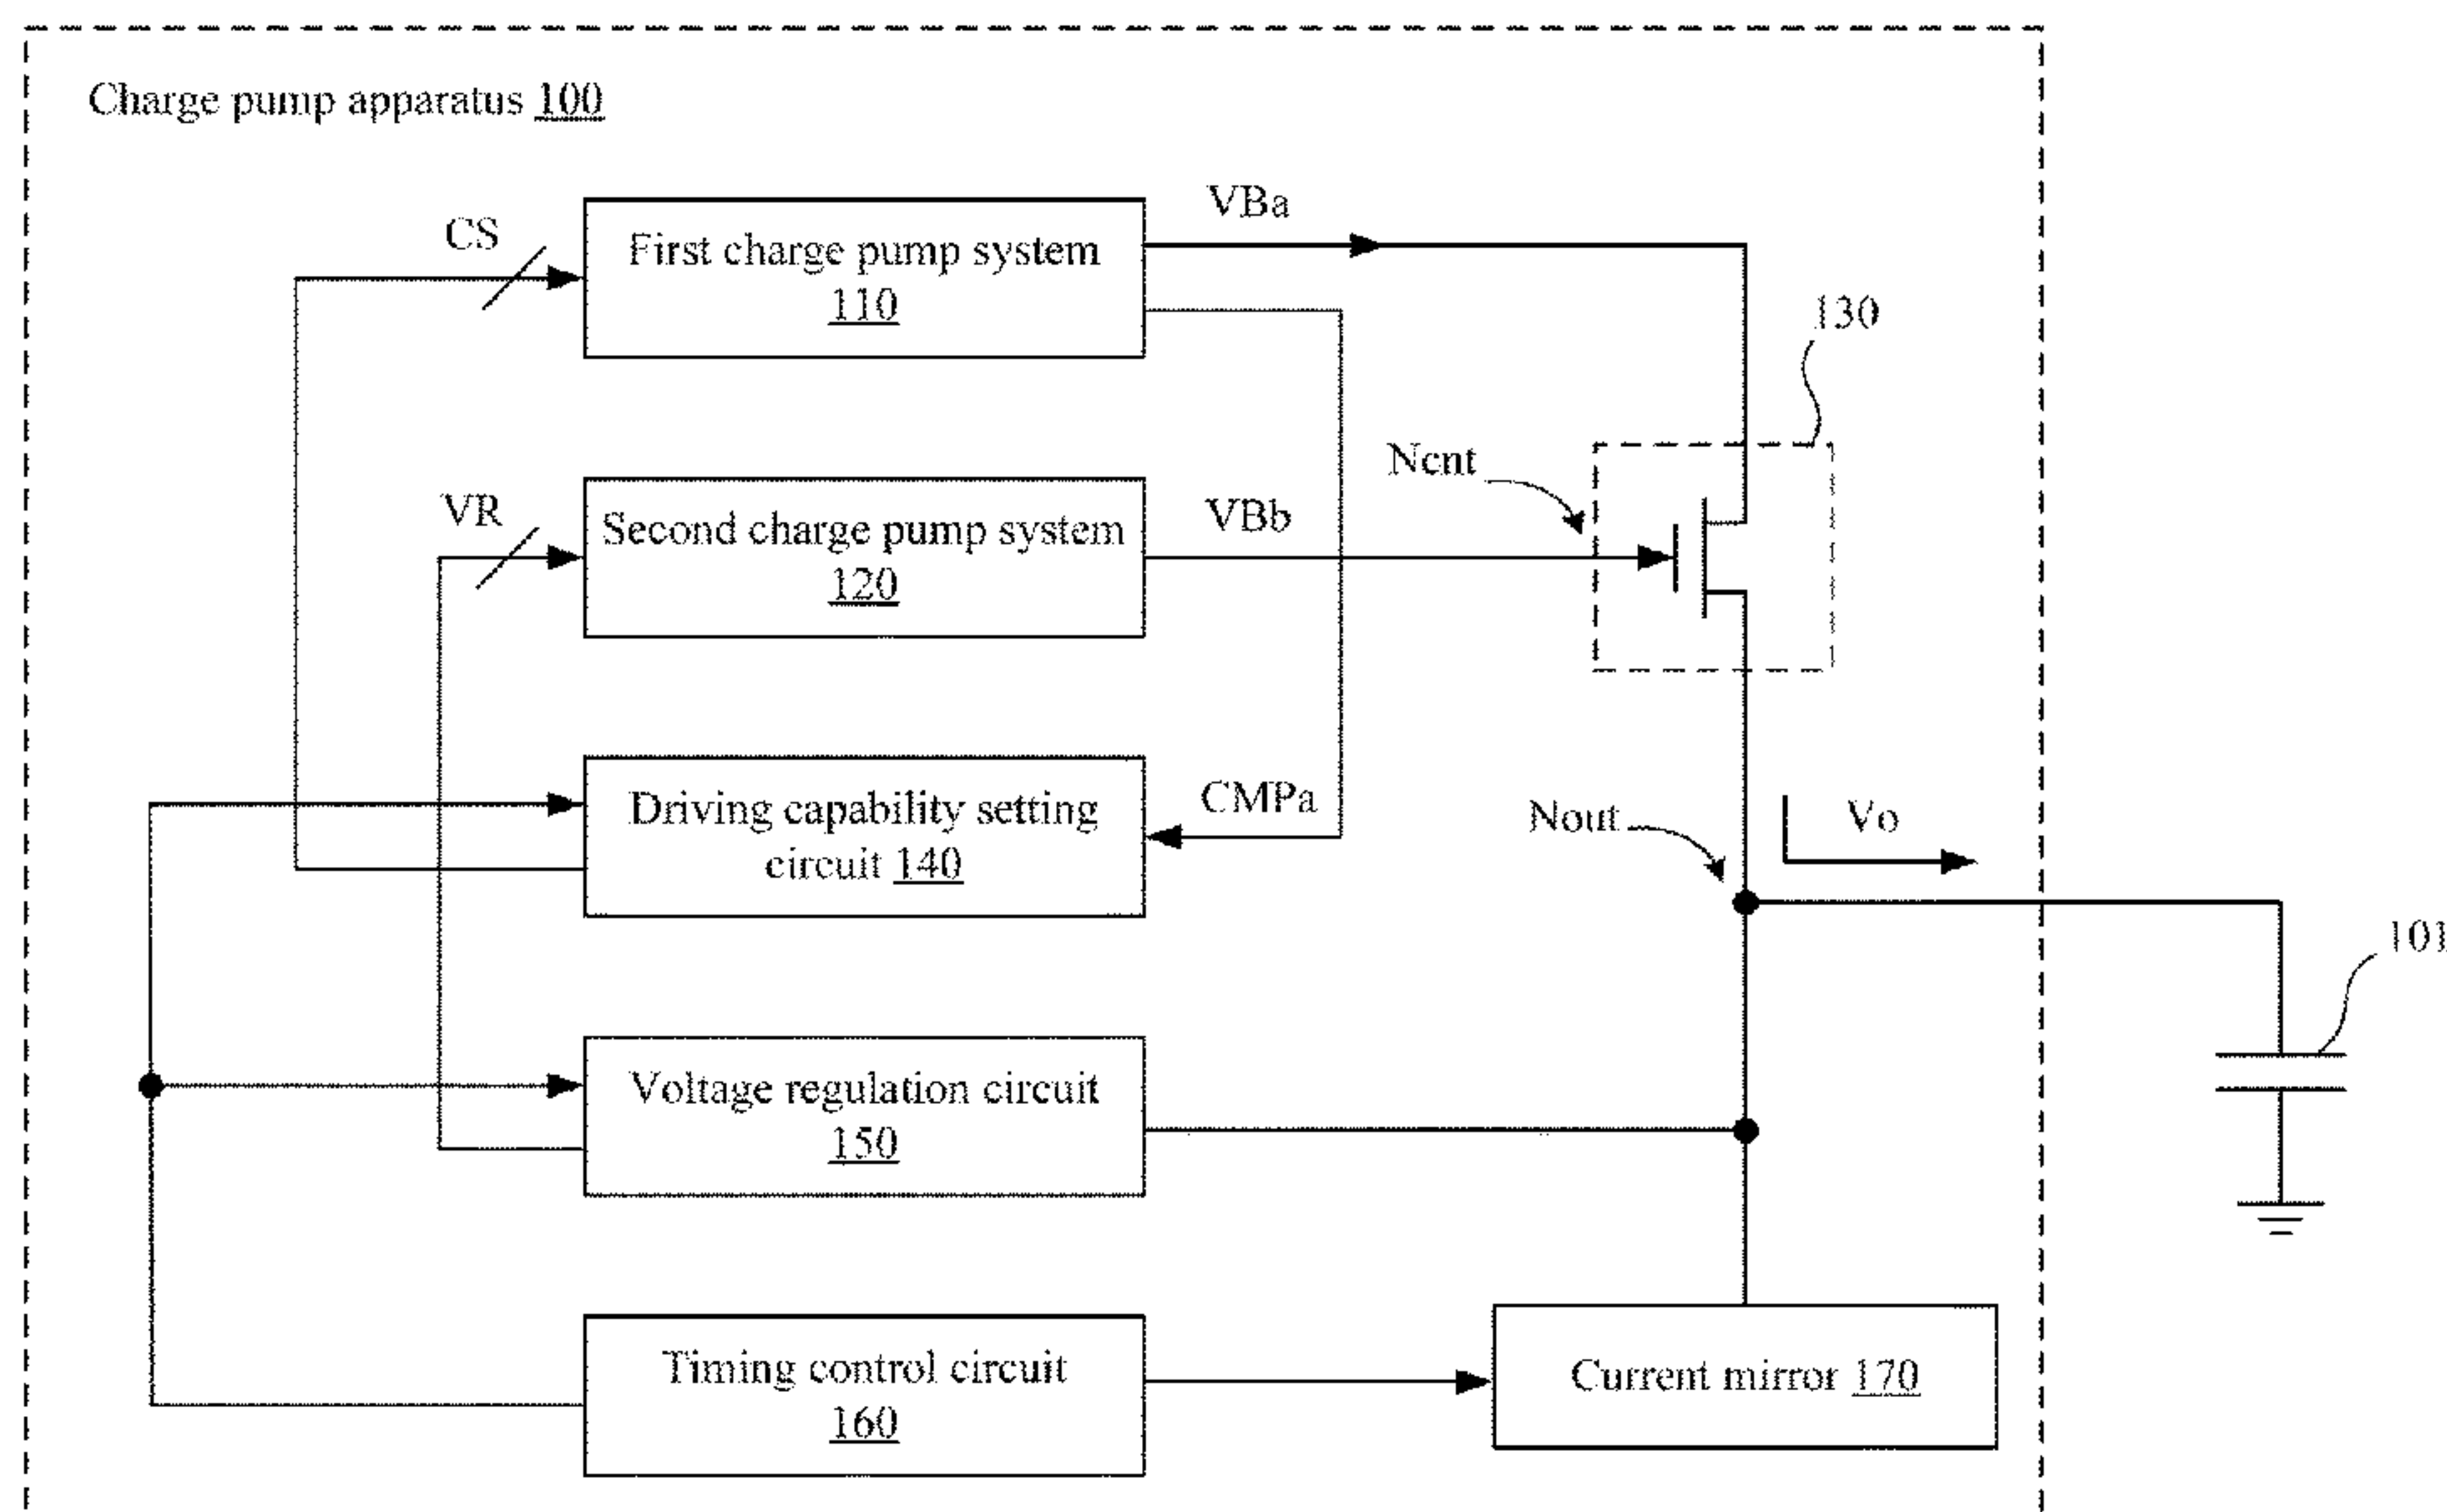 Charge pump apparatus 100
VBa
CS
First charge pump system
110
130
Ncnt
VR
VBb
Second charge pump system
120
CMPa
Driving capability setting
circuit 140
Nout
Vo
101
Voltage regulation circuit
150
Timing control circuit
160
Current mirror 170